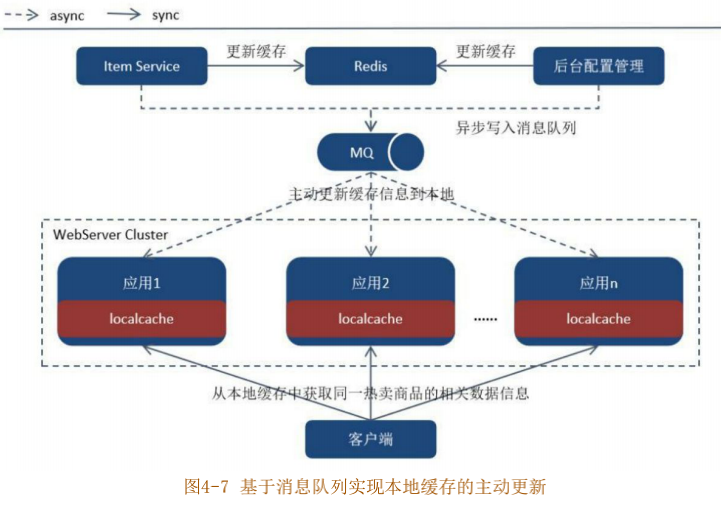 async
sync
Item Service
更新缓存
Redis
更新缓存
后台配置管理
异步写入消息队列
MQ
主动更新缓存信息到本地
WebServer Cluster
应用1
应用2
应用n
localcache
localcache
......
localcache
从本地缓存中获取同一热卖商品的相关数据信息
客户端
图4-7 基于消息队列实现本地缓存的主动更新